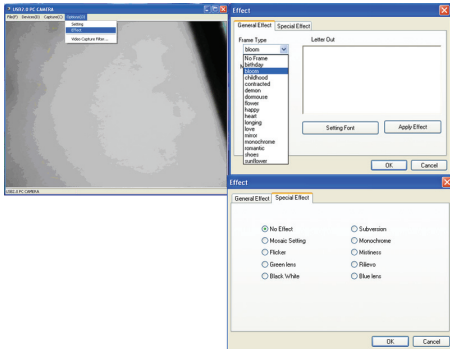 USB2.0 PC CAMERA
File(F) Devices(D) Capture(C) Options(O)
Setting
Effect
Video Capture Filter...
USB2.0 PC CAMERA
Effect
General Effect Special Effect
Frame Type Letter Out
bloom
No Frame
birthday
bloom
childhood
contracted
demon
dormouse
flower
happy
heart
longing
love
mirror
monochrome
romantic
shoes
sunflower
Setting Font Apply Effect
OK Cancel
Effect
General Effect Special Effect
No Effect Subversion
Mosaic Setting Monochrome
Flicker Mistiness
Green lens Rilievo
Black White Blue lens
OK Cancel